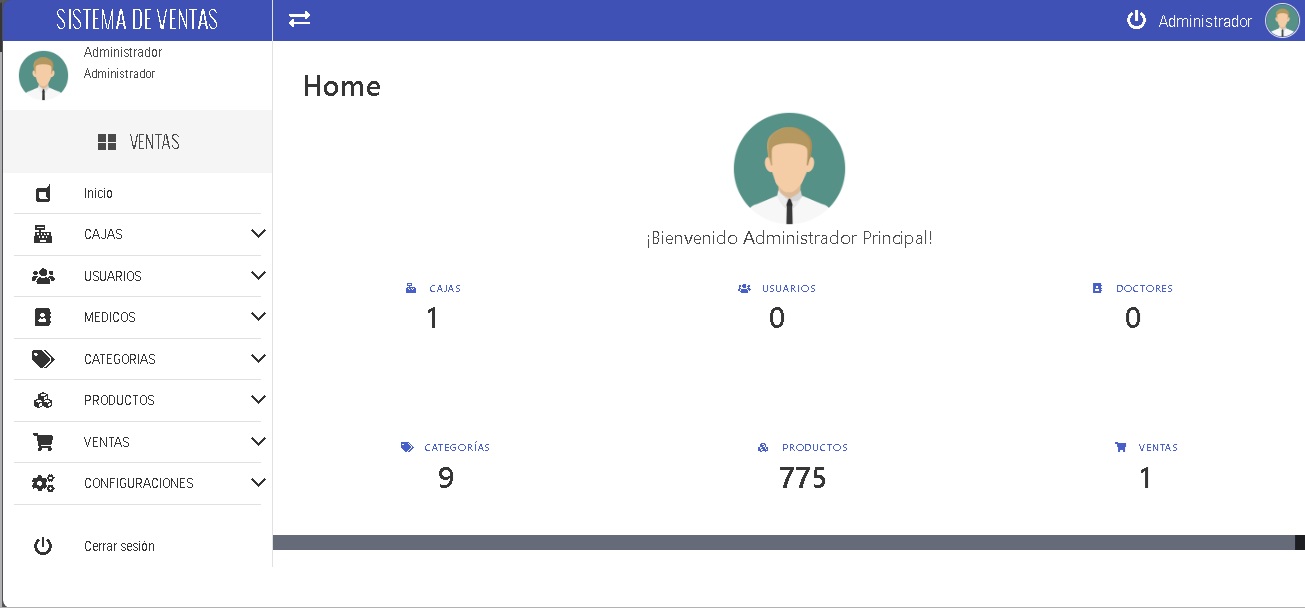 SISTEMA DE VENTAS
Administrador
Administrador
Administrador
VENTAS
Inicio
CAJAS
USUARIOS
MEDICOS
CATEGORIAS
PRODUCTOS
VENTAS
CONFIGURACIONES
Cerrar sesión
Home
¡Bienvenido Administrador Principal!
CAJAS
1
USUARIOS
0
DOCTORES
0
CATEGORÍAS
9
PRODUCTOS
775
VENTAS
1